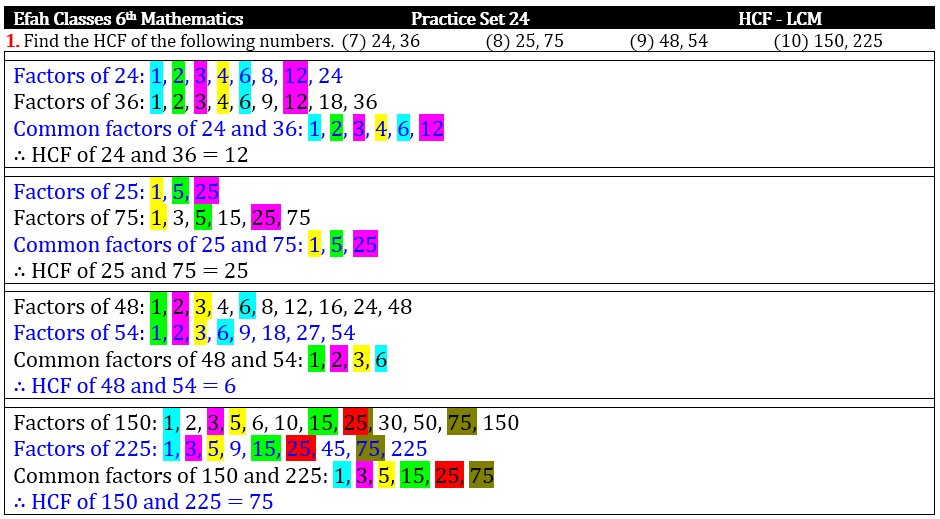 Efah Classes 6th Mathematics Practice Set 24 HCF - LCM
1. Find the HCF of the following numbers. (7) 24, 36 (8) 25, 75 (9) 48, 54 (10) 150, 225
Factors of 24: 1, 2, 3, 4, 6, 8, 12, 24
Factors of 36: 1, 2, 3, 4, 6, 9, 12, 18, 36
Common factors of 24 and 36: 1, 2, 3, 4, 6, 12
∴ HCF of 24 and 36 = 12
Factors of 25: 1, 5, 25
Factors of 75: 1, 3, 5, 15, 25, 75
Common factors of 25 and 75: 1, 5, 25
∴ HCF of 25 and 75 = 25
Factors of 48: 1, 2, 3, 4, 6, 8, 12, 16, 24, 48
Factors of 54: 1, 2, 3, 6, 9, 18, 27, 54
Common factors of 48 and 54: 1, 2, 3, 6
∴ HCF of 48 and 54 = 6
Factors of 150: 1, 2, 3, 5, 6, 10, 15, 25, 30, 50, 75, 150
Factors of 225: 1, 3, 5, 9, 15, 25, 45, 75, 225
Common factors of 150 and 225: 1, 3, 5, 15, 25, 75
∴ HCF of 150 and 225 = 75